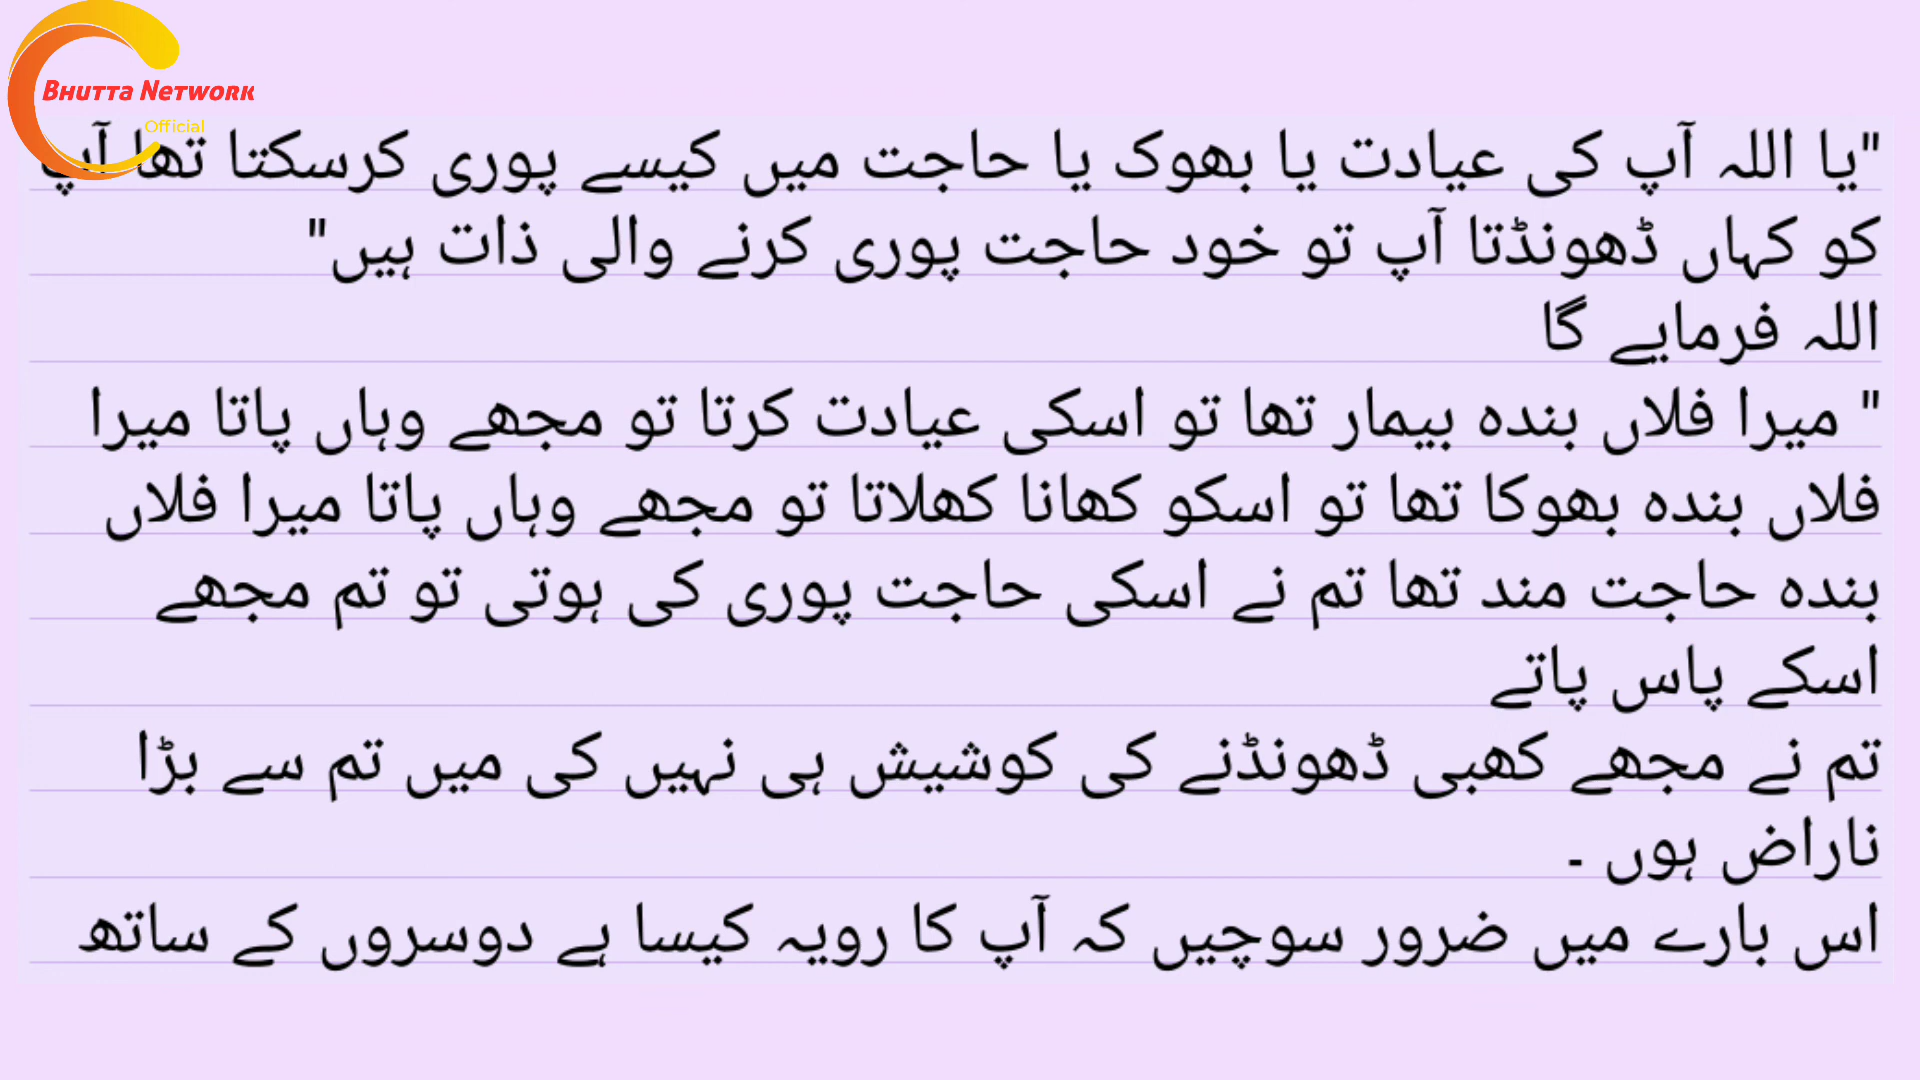 Bhutta Network
Official
"یا اللہ آپ کی عیادت یا بھوک یا حاجت میں کیسے پوری کرسکتا تھا آپ
کو کہاں ڈھونڈتا آپ تو خود حاجت پوری کرنے والی ذات ہیں"
اللہ فرمایے گا
" میرا فلاں بندہ بیمار تھا تو اسکی عیادت کرتا تو مجھے وہاں پاتا میرا
فلاں بندہ بھوکا تھا تو اسکو کھانا کھلاتا تو مجھے وہاں پاتا میرا فلاں
بندہ حاجت مند تھا تم نے اسکی حاجت پوری کی ہوتی تو تم مجھے
اسکے پاس پاتے
تم نے مجھے کھبی ڈھونڈنے کی کوشیش ہی نہیں کی میں تم سے بڑا
ناراض ہوں ۔
اس بارے میں ضرور سوچیں کہ آپ کا رویہ کیسا ہے دوسروں کے ساتھ